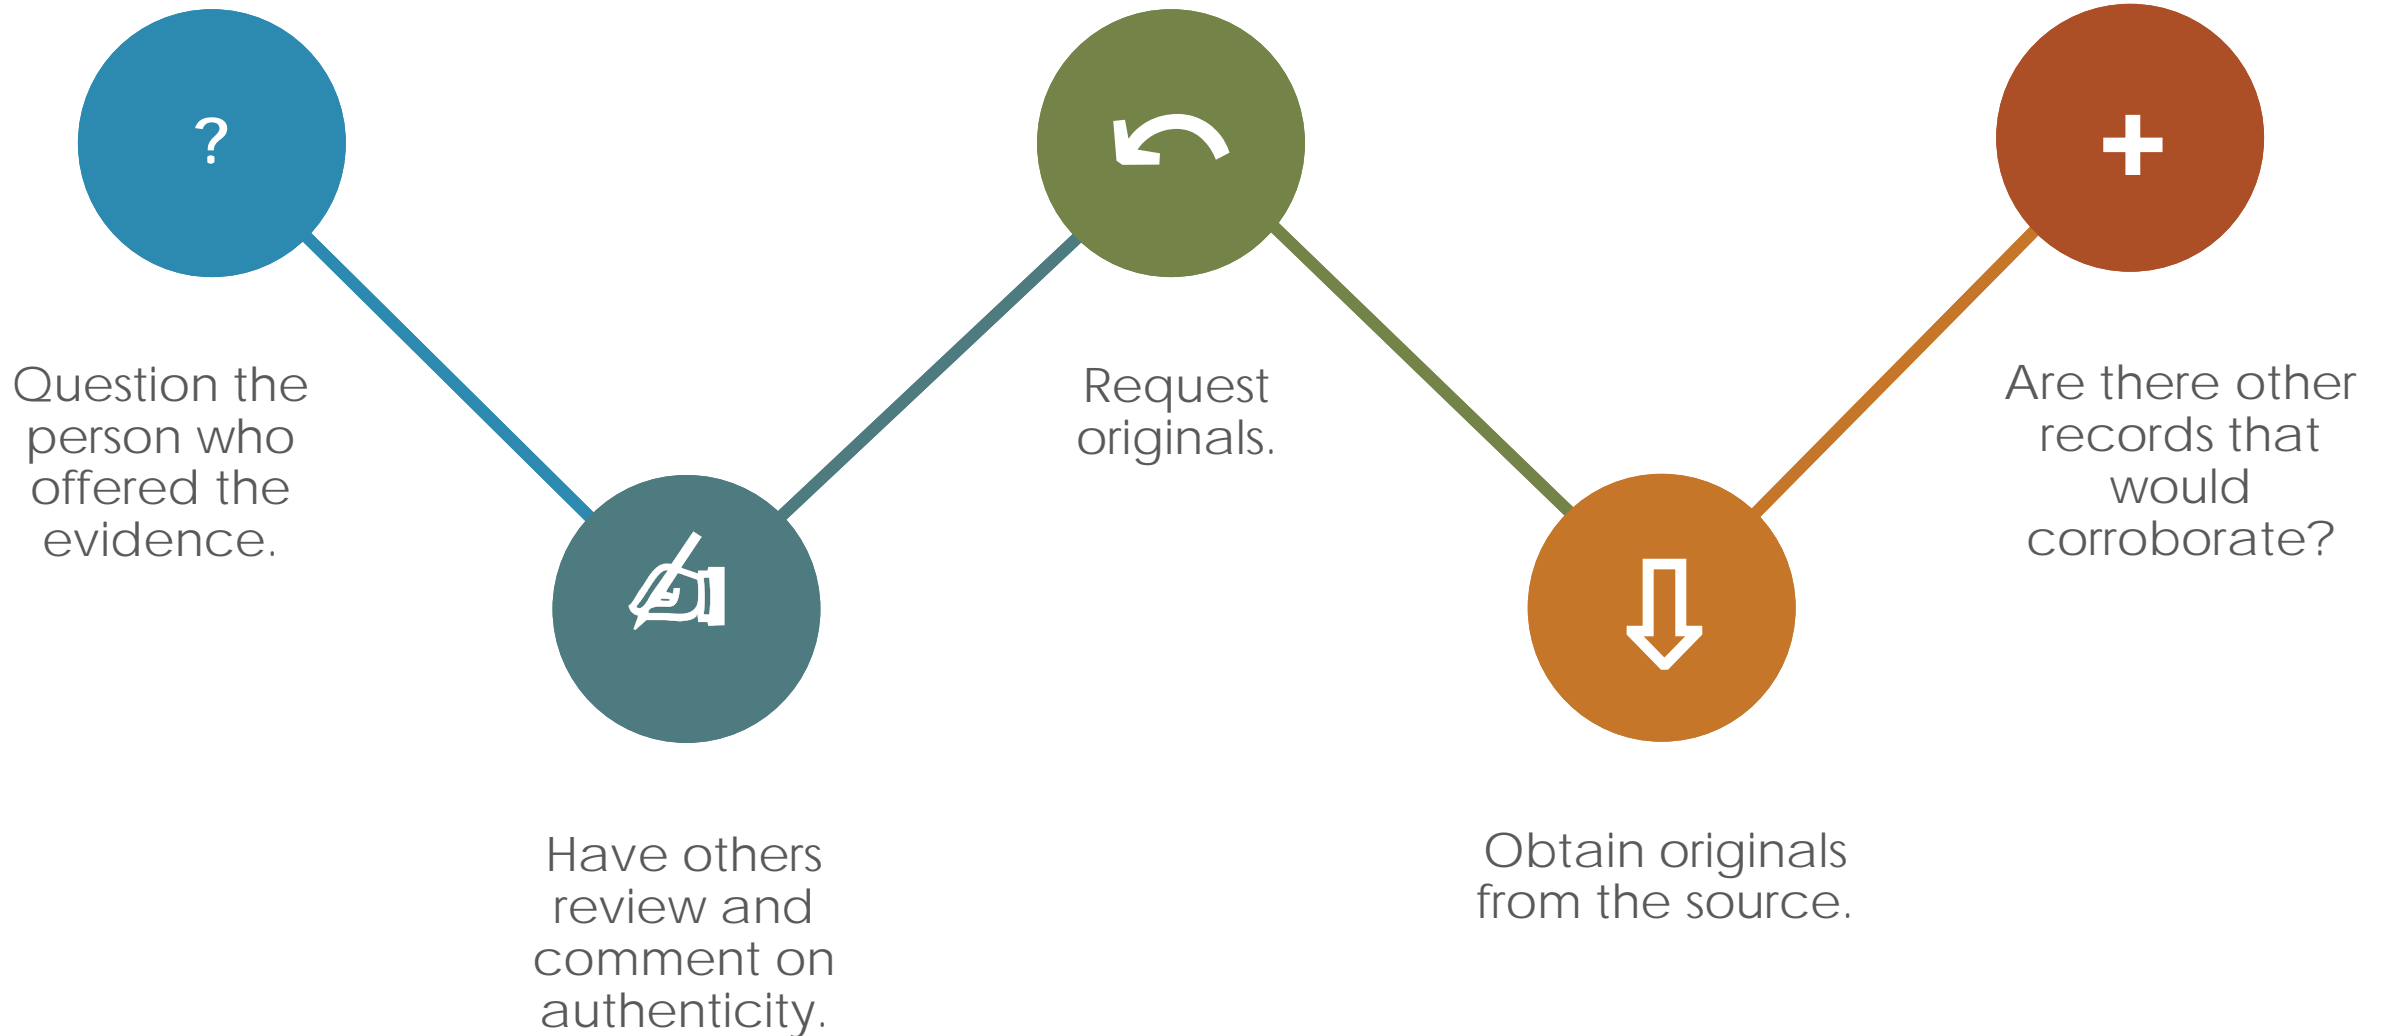 ?
Question the
person who
offered the
evidence.
Have others
review and
comment on
authenticity.
Request
originals.
Obtain originals
from the source.
+
Are there other
records that
would
corroborate?